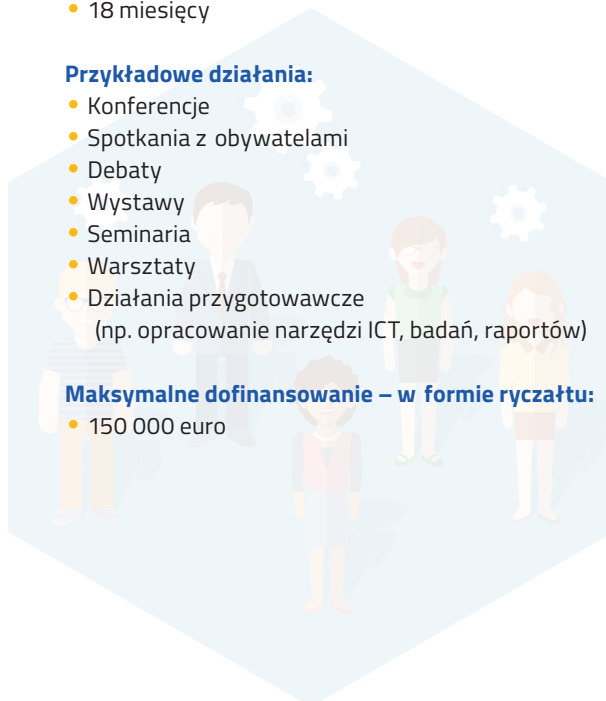 • 18 miesięcy
Przykładowe działania:
• Konferencje
• Spotkania z obywatelami
• Debaty
• Wystawy
• Seminaria
• Warsztaty
• Działania przygotowawcze
(np. opracowanie narzędzi ICT, badań, raportów)
Maksymalne dofinansowanie – w formie ryczałtu:
• 150 000 euro